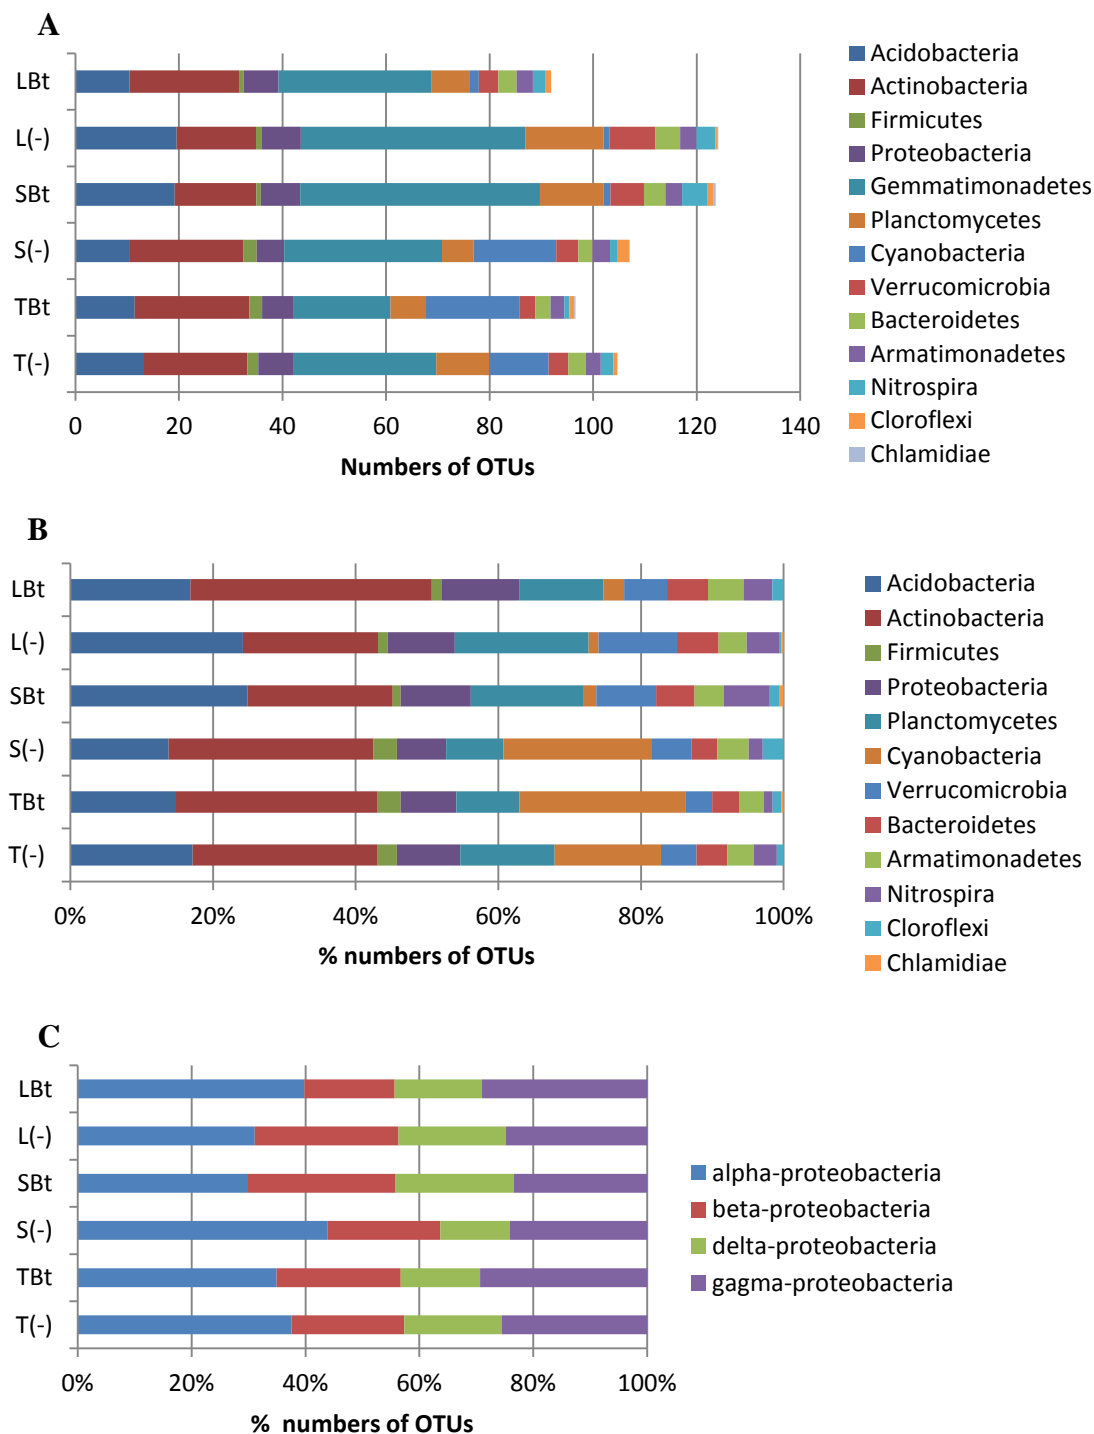 A
LBt
L(-)
SBt
S(-)
TBt
T(-)
0 20 40 60 80 100 120 140
Numbers of OTUs
Acidobacteria
Actinobacteria
Firmicutes
Proteobacteria
Gemmatimonadetes
Planctomycetes
Cyanobacteria
Verrucomicrobia
Bacteroidetes
Armatimonadetes
Nitrospira
Cloroflexi
Chlamidiae
B
LBt
L(-)
SBt
S(-)
TBt
T(-)
0% 20% 40% 60% 80% 100%
% numbers of OTUs
Acidobacteria
Actinobacteria
Firmicutes
Proteobacteria
Planctomycetes
Cyanobacteria
Verrucomicrobia
Bacteroidetes
Armatimonadetes
Nitrospira
Cloroflexi
Chlamidiae
C
LBt
L(-)
SBt
S(-)
TBt
T(-)
0% 20% 40% 60% 80% 100%
% numbers of OTUs
alpha-proteobacteria
beta-proteobacteria
delta-proteobacteria
gagma-proteobacteria